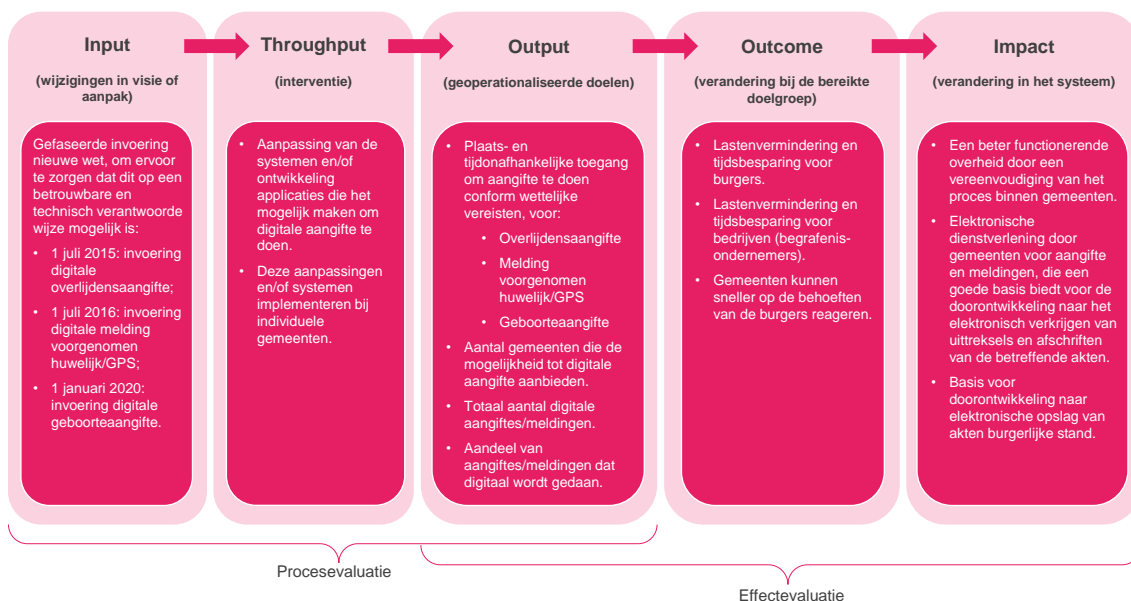 Input
(wijzigingen in visie of
aanpak)
Gefaseerde invoering
nieuwe wet, om ervoor
te zorgen dat dit op een
betrouwbare en
technisch verantwoorde
wijze mogelijk is:
• 1 juli 2015: invoering
digitale
overlijdensaangifte;
• 1 juli 2016: invoering
digitale melding
voorgenomen
huwelijk/GPS;
• 1 januari 2020:
invoering digitale
geboorteaangifte.
Throughput
(interventie)
• Aanpassing van de
systemen en/of
ontwikkeling
applicaties die het
mogelijk maken om
digitale aangifte te
doen.
• Deze aanpassingen
en/of systemen
implementeren bij
individuele
gemeenten.
Output
(geoperationaliseerde doelen)
• Plaats- en
tijdonafhankelijke toegang
om aangifte te doen
conform wettelijke
vereisten, voor:
• Overlijdensaangifte
• Melding
voorgenomen
huwelijk/GPS
• Geboorteaangifte
• Aantal gemeenten die de
mogelijkheid tot digitale
aangifte aanbieden.
• Totaal aantal digitale
aangiftes/meldingen.
• Aandeel van
aangiftes/meldingen dat
digitaal wordt gedaan.
Outcome
(verandering bij de bereikte
doelgroep)
• Lastenvermindering en
tijdsbesparing voor
burgers.
• Lastenvermindering en
tijdsbesparing voor
bedrijven (begrafenis-
ondernemers).
• Gemeenten kunnen
sneller op de behoeften
van de burgers reageren.
Impact
(verandering in het systeem)
• Een beter functionerende
overheid door een
vereenvoudiging van het
proces binnen gemeenten.
• Elektronische
dienstverlening door
gemeenten voor aangifte
en meldingen, die een
goede basis biedt voor de
doorontwikkeling naar het
elektronisch verkrijgen van
uittreksels en afschriften
van de betreffende akten.
• Basis voor
doorontwikkeling naar
elektronische opslag van
akten burgerlijke stand.
Procesevaluatie
Effectevaluatie